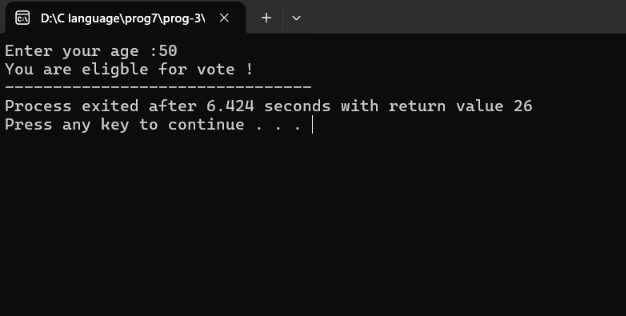 D:\C language\prog7\prog-3\
Enter your age :50
You are eligble for vote !
--------------------------------
Process exited after 6.424 seconds with return value 26
Press any key to continue . . .